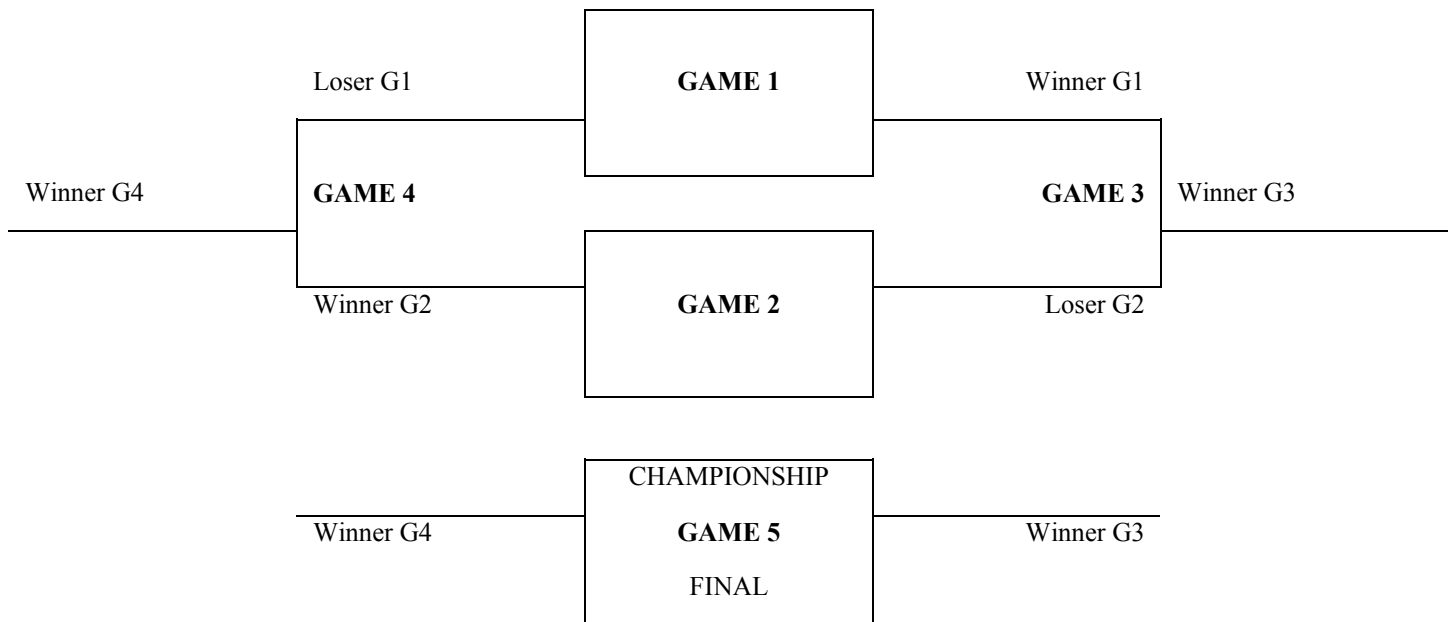 Loser G1
GAME 1
Winner G1
Winner G4
GAME 4
GAME 3
Winner G3
Winner G2
GAME 2
Loser G2
CHAMPIONSHIP
Winner G4
GAME 5
Winner G3
FINAL